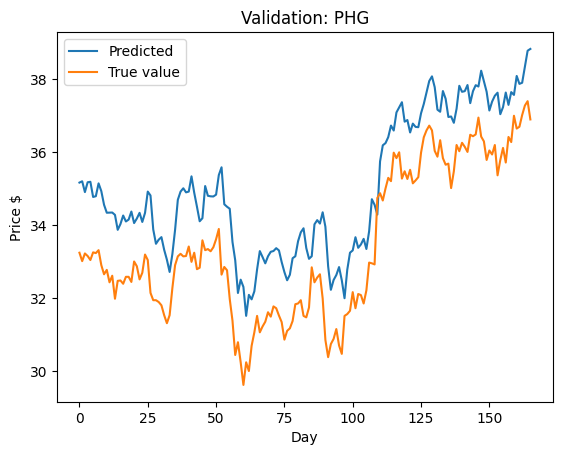 Validation: PHG
Predicted
True value
Price $
38
36
34
32
30
0 25 50 75 100 125 150
Day